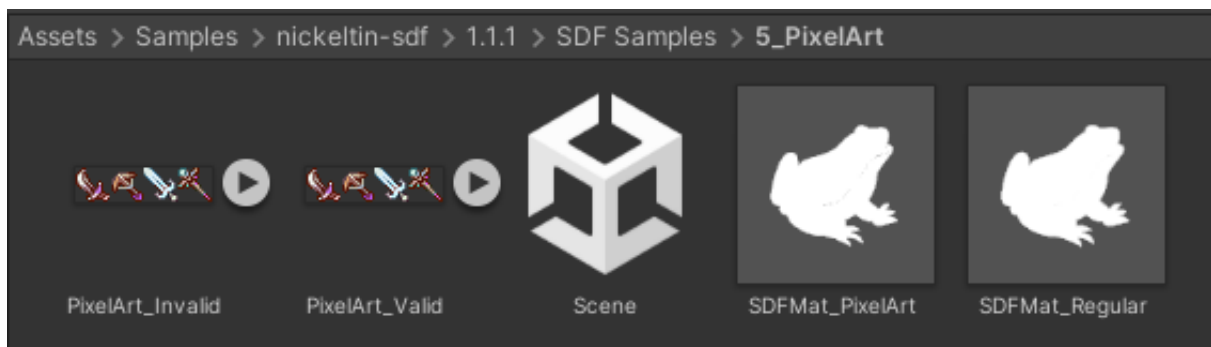 Assets > Samples > nickeltin-sdf > 1.1.1 > SDF Samples > 5_PixelArt
PixelArt_Invalid PixelArt_Valid Scene SDFMat_PixelArt SDFMat_Regular